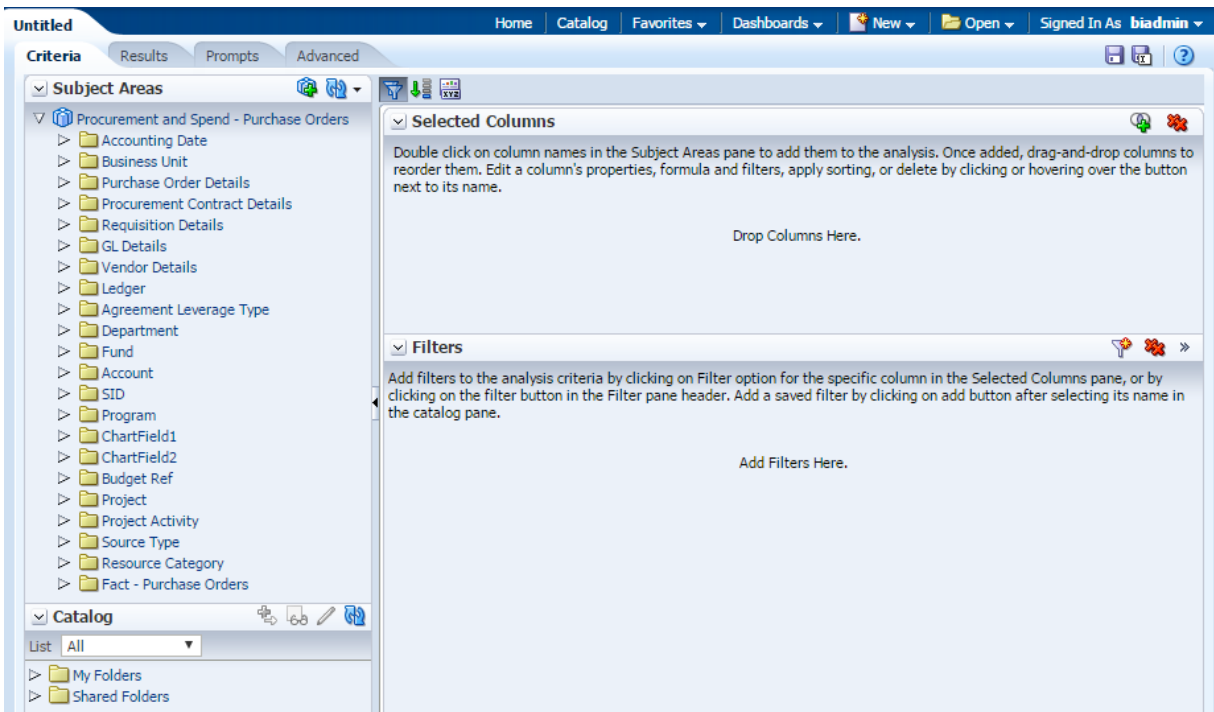 Untitled
Home Catalog Favorites Dashboards New Open Signed In As biadmin
Criteria Results Prompts Advanced
Subject Areas
Procurement and Spend - Purchase Orders
Accounting Date
Business Unit
Purchase Order Details
Procurement Contract Details
Requisition Details
GL Details
Vendor Details
Ledger
Agreement Leverage Type
Department
Fund
Account
SID
Program
ChartField1
ChartField2
Budget Ref
Project
Project Activity
Source Type
Resource Category
Fact - Purchase Orders
Catalog
List All
My Folders
Shared Folders
XYZ
Selected Columns
Double click on column names in the Subject Areas pane to add them to the analysis. Once added, drag-and-drop columns to
reorder them. Edit a column's properties, formula and filters, apply sorting, or delete by clicking or hovering over the button
next to its name.
Drop Columns Here.
Filters
Add filters to the analysis criteria by clicking on Filter option for the specific column in the Selected Columns pane, or by
clicking on the filter button in the Filter pane header. Add a saved filter by clicking on add button after selecting its name in
the catalog pane.
Add Filters Here.